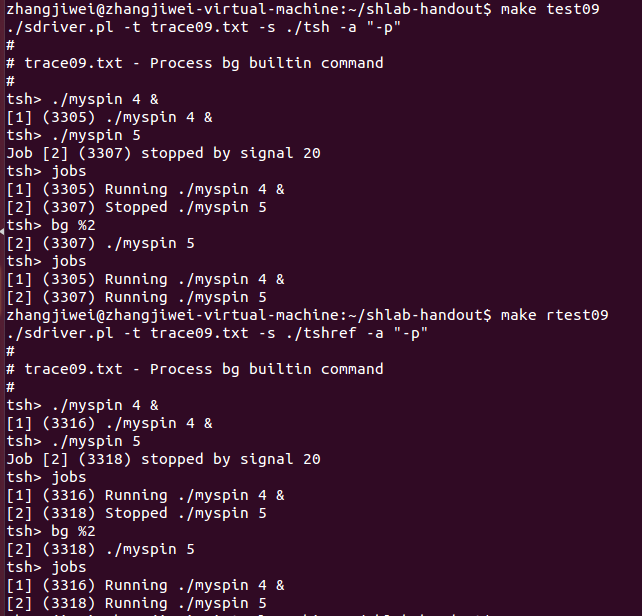 zhangjiwei@zhangjiwei-virtual-machine:~/shlab-handout$ make test09
./sdriver.pl -t trace09.txt -s ./tsh -a "-p"
#
# trace09.txt - Process bg builtin command
#
tsh> ./myspin 4 &
[1] (3305) ./myspin 4 &
tsh> ./myspin 5
Job [2] (3307) stopped by signal 20
tsh> jobs
[1] (3305) Running ./myspin 4 &
[2] (3307) Stopped ./myspin 5
tsh> bg %2
[2] (3307) ./myspin 5
tsh> jobs
[1] (3305) Running ./myspin 4 &
[2] (3307) Running ./myspin 5
zhangjiwei@zhangjiwei-virtual-machine:~/shlab-handout$ make rtest09
./sdriver.pl -t trace09.txt -s ./tshref -a "-p"
#
# trace09.txt - Process bg builtin command
#
tsh> ./myspin 4 &
[1] (3316) ./myspin 4 &
tsh> ./myspin 5
Job [2] (3318) stopped by signal 20
tsh> jobs
[1] (3316) Running ./myspin 4 &
[2] (3318) Stopped ./myspin 5
tsh> bg %2
[2] (3318) ./myspin 5
tsh> jobs
[1] (3316) Running ./myspin 4 &
[2] (3318) Running ./myspin 5